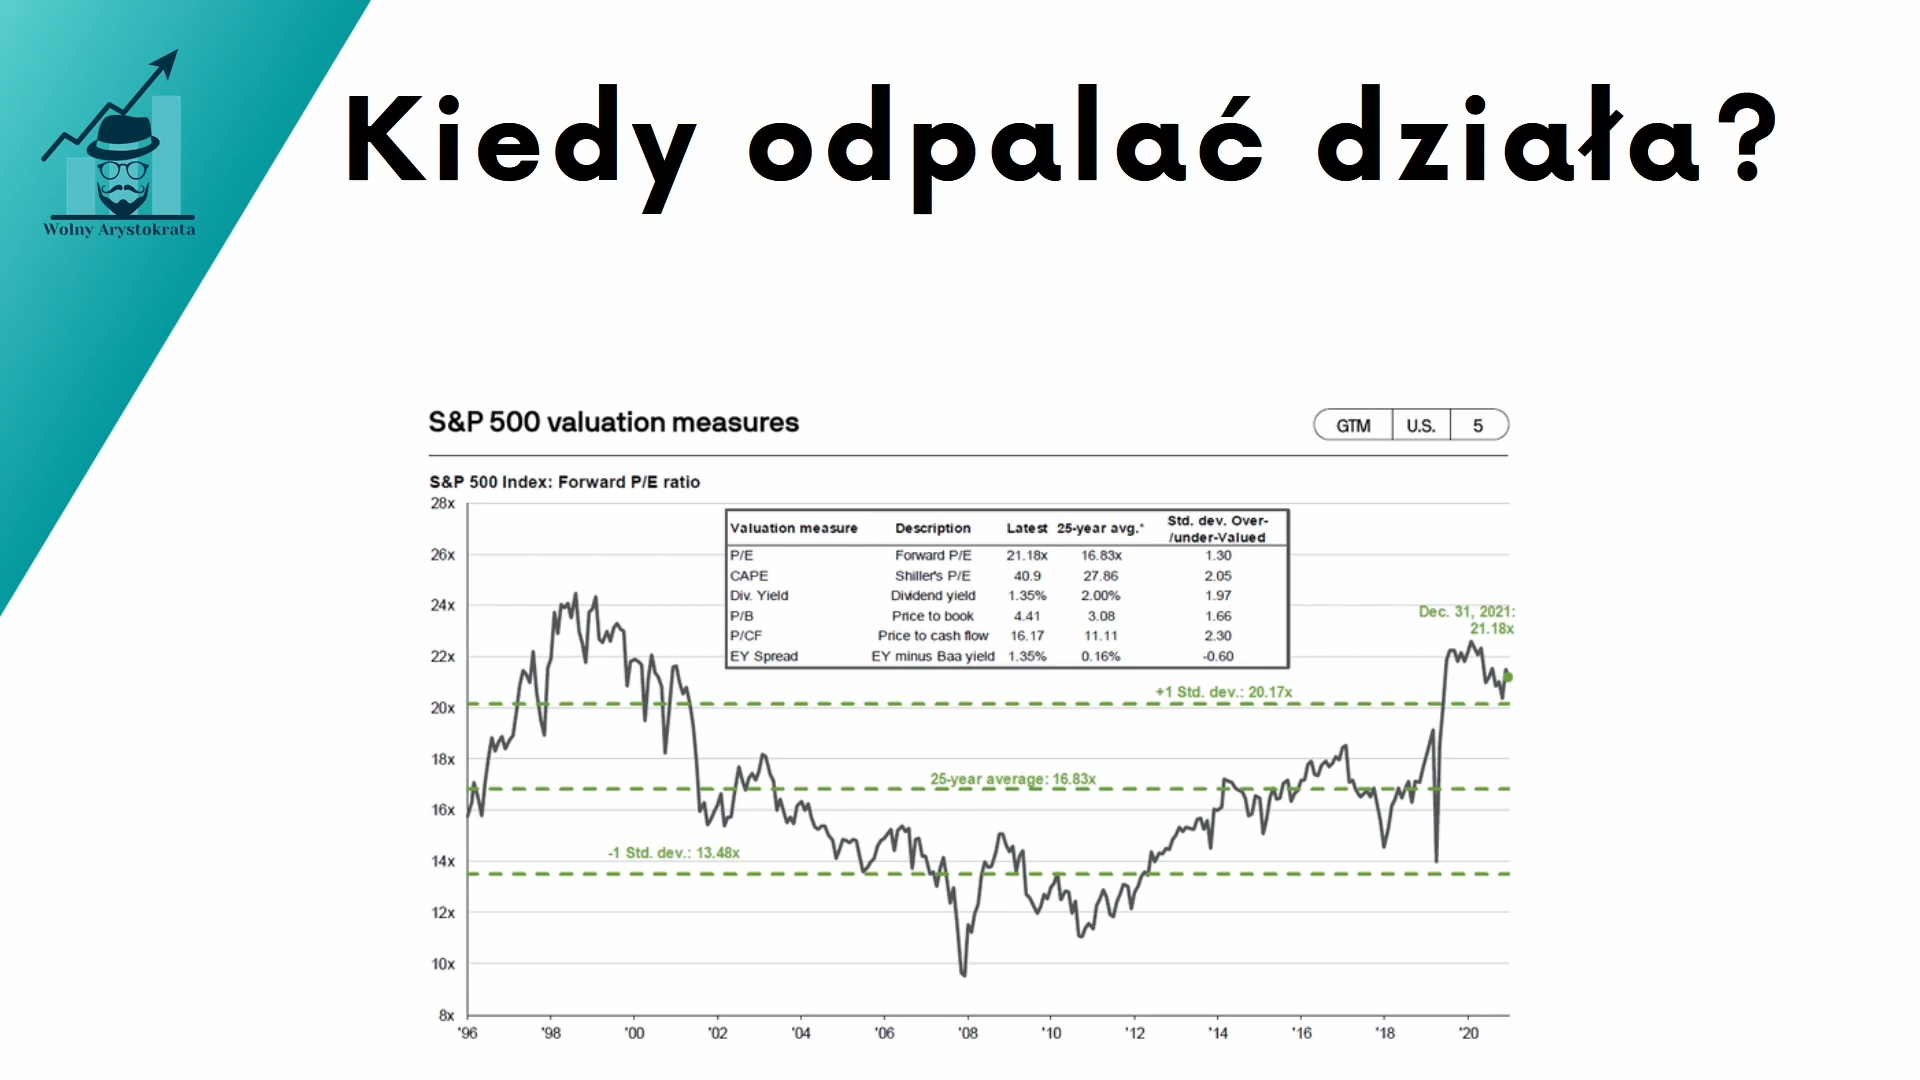 Wolny Arystokrata
Kiedy odpalać działa?
S&P 500 valuation measures
GTM U.S. 5
S&P 500 Index: Forward P/E ratio
28x
26x
24x
22x
20x
18x
16x
14x
12x
10x
8x
Valuation measure Description Latest 25-year avg.* Std. dev. Over-
/under-Valued
P/E Forward P/E 21.18x 16.83x 1.30
CAPE Shiller's P/E 40.9 27.86 2.05
Div. Yield Dividend yield 1.35% 2.00% 1.97
P/B Price to book 4.41 3.08 1.66
P/CF Price to cash flow 16.17 11.11 2.30
EY Spread EY minus Baa yield 1.35% 0.16% -0.60
Dec. 31, 2021:
21.18x
+1 Std. dev.: 20.17x
25-year average: 16.83x
-1 Std. dev.: 13.48x
'96 '98 '00 '02 '04 '06 '08 '10 '12 '14 '16 '18 '20